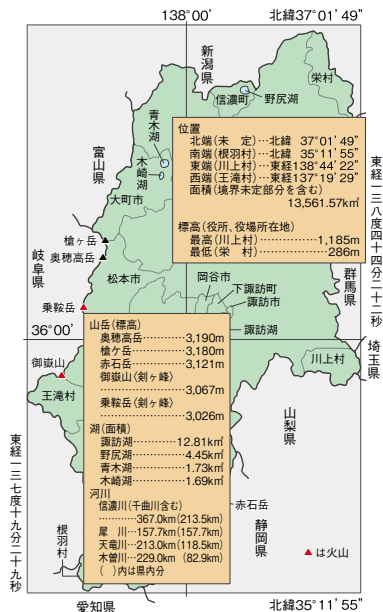 138°00′
北緯37°01′49″
新潟県
栄村
信濃町
野尻湖
青木湖
木崎湖
富山県
大町市
位置
北端(未　定)…北緯　37°01′49″
南端(根羽村)…北緯　35°11′55″
東端(川上村)…東経138°44′22″
西端(王滝村)…東経137°19′29″
面積(境界未定部分を含む)
13,561.57k㎡
標高(役所、役場所在地)
最高(川上村)……………1,185m
最低(栄　村)……………286m
東経一三八度四十四分二十二秒
槍ヶ岳
奥穂高岳
岐阜県
松本市
岡谷市
下諏訪町
諏訪市
群馬県
乗鞍岳
諏訪湖
36°00′
埼玉県
川上村
御嶽山
王滝村
山岳(標高)
奥穂高岳……………3,190m
槍ケ岳………………3,180m
赤石岳………………3,121m
御嶽山(剣ヶ峰)
……………………3,067m
乗鞍岳(剣ヶ峰)
……………………3,026m
湖(面積)
諏訪湖…………12.81k㎡
野尻湖……………4.45k㎡
青木湖……………1.73k㎡
木崎湖……………1.69k㎡
河川
信濃川(千曲川含む)
…………367.0km(213.5km)
犀　川…157.7km(157.7km)
天竜川…213.0km(118.5km)
木曽川…229.0km (82.9km)
(　)内は県内分
山梨県
赤石岳
静岡県
東経一三七度十九分二十九秒
根羽村
は火山
愛知県
北緯35°11′55″